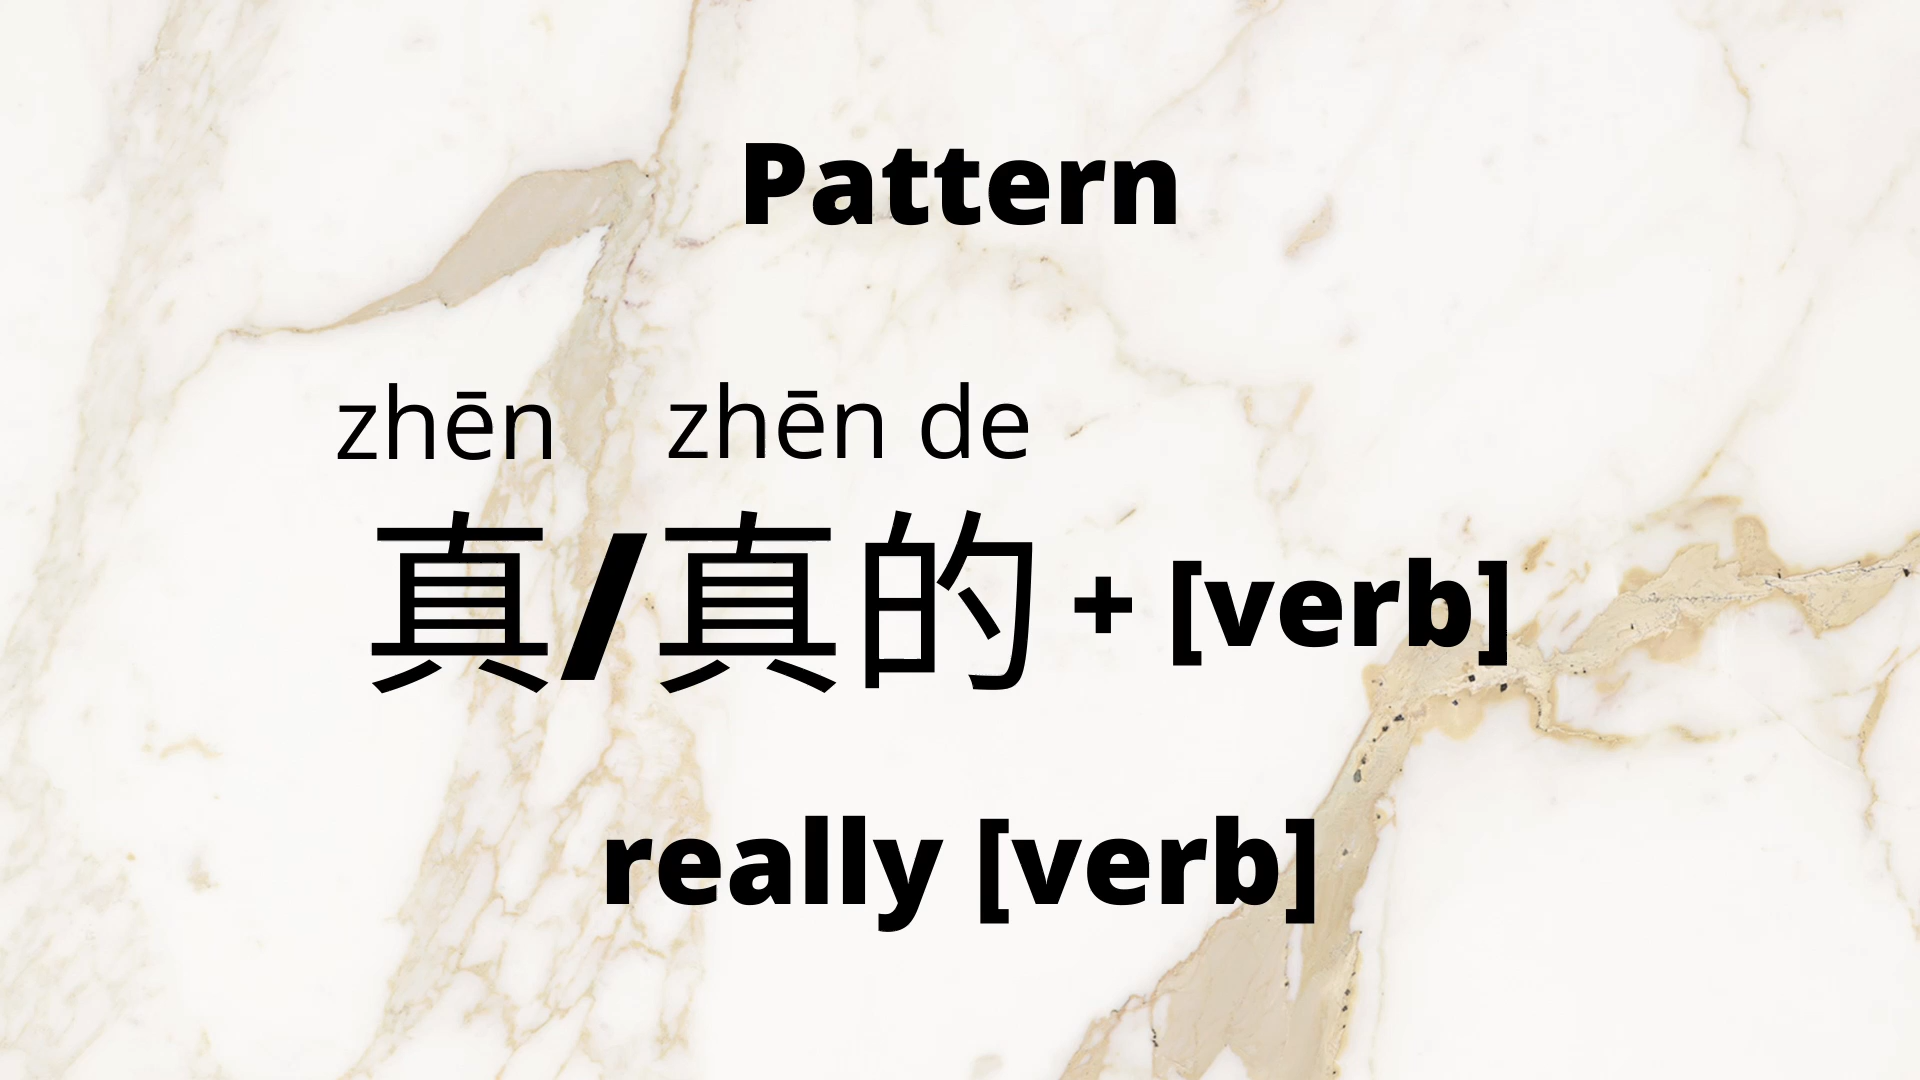 Pattern
zhēn zhēn de
真/真的 + [verb]
really [verb]